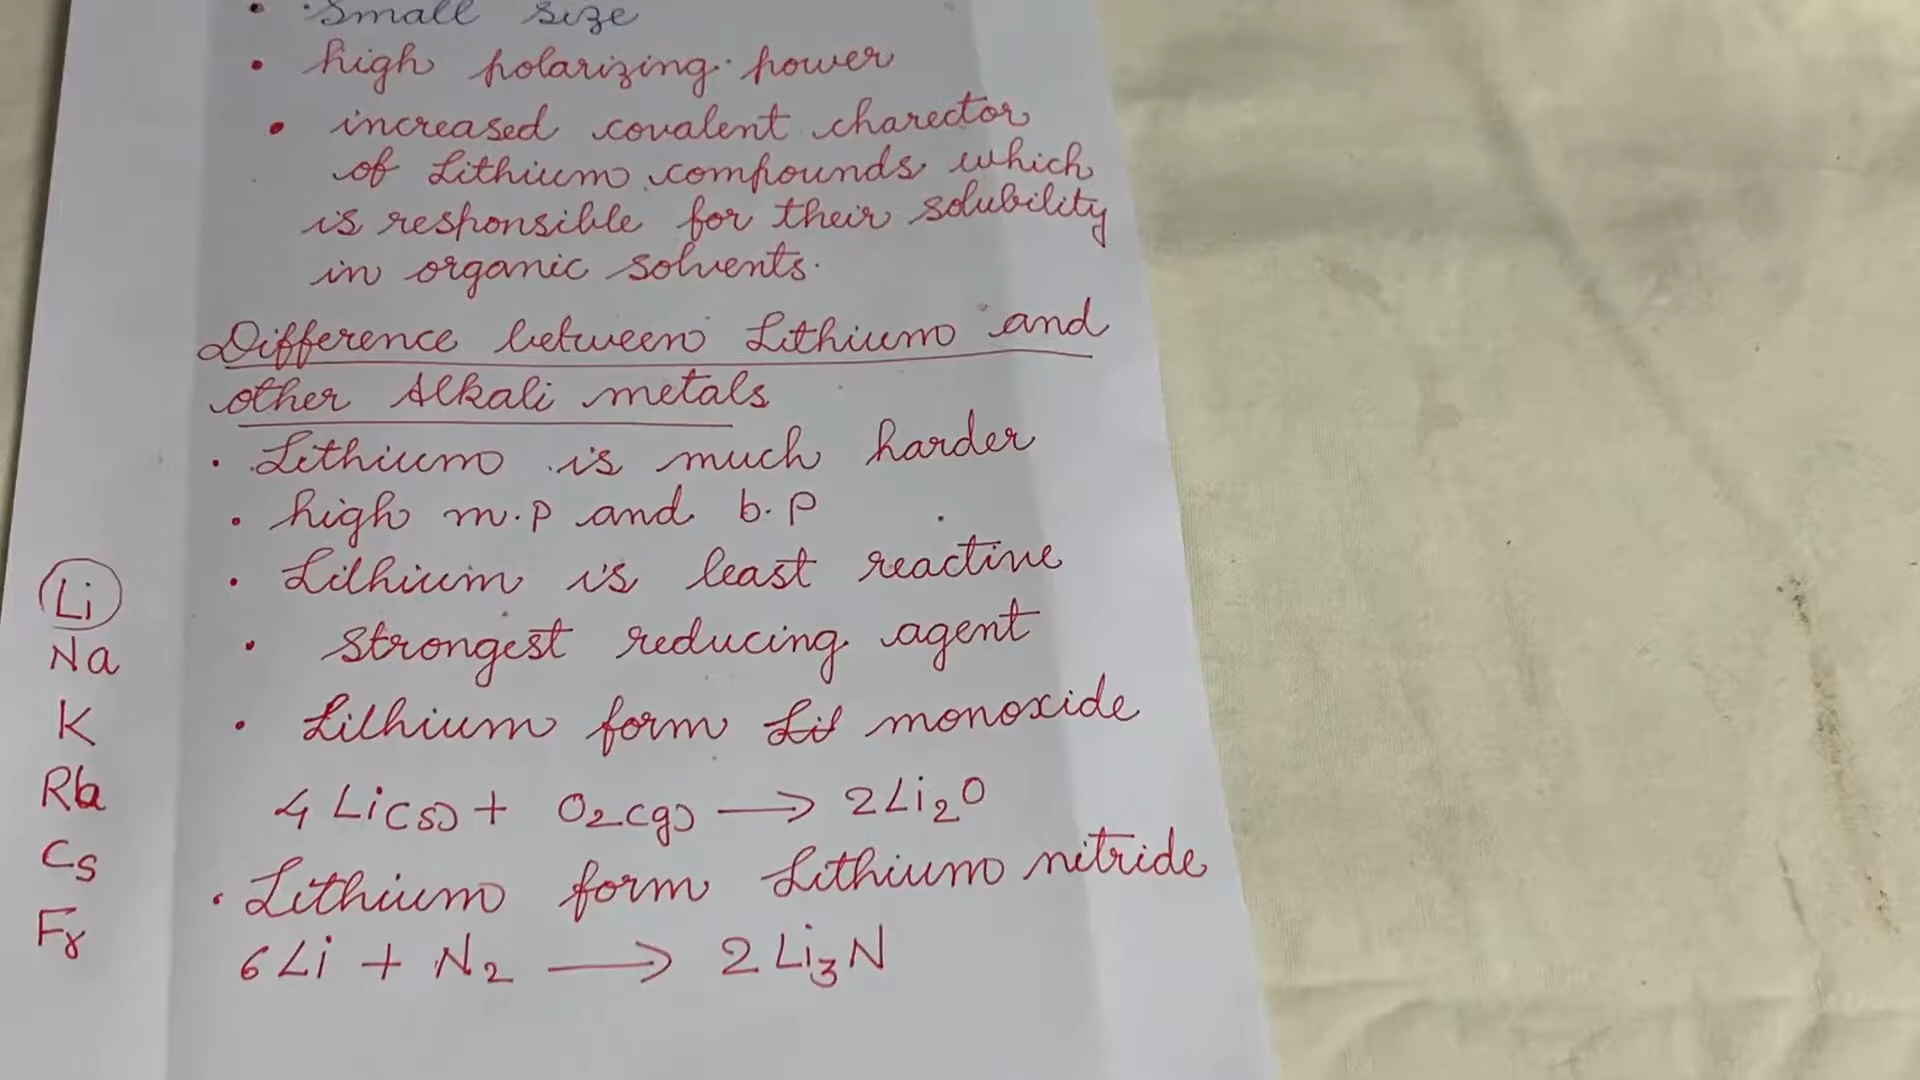 • Small size
• high polarizing power
• increased covalent charector
of Lithium compounds which
is responsible for their solubility
in organic solvents.
Difference between Lithium and
other Alkali metals
• Lithium is much harder
• high m.p and b.p
• Lithium is least reactive
• strongest reducing agent
• Lithium form Lit monoxide
4 Li(s) + O₂(g) ⟶ 2Li₂O
• Lithium form Lithium nitride
6Li + N₂ ⟶ 2Li₃N
Li
Na
K
Rb
Cs
Fr